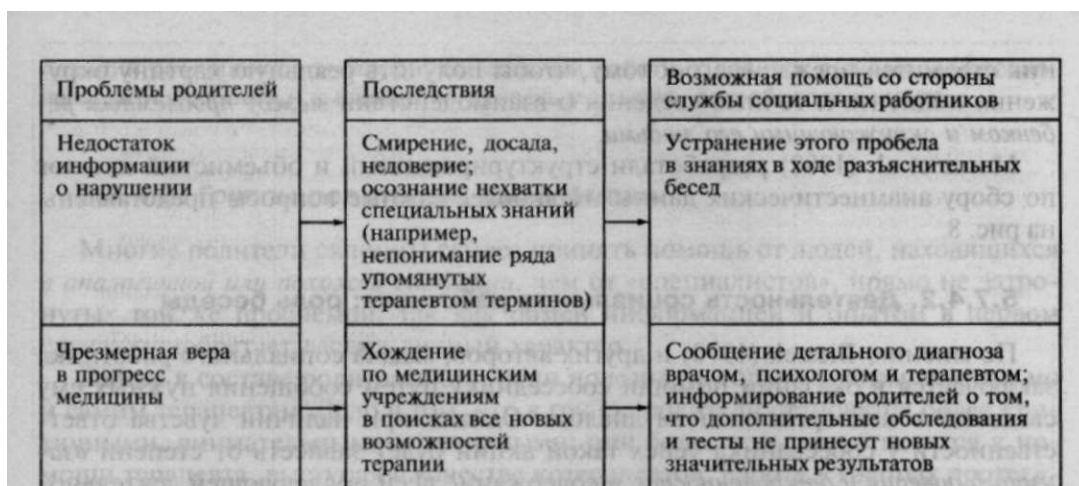 Проблемы родителей
Последствия
Возможная помощь со стороны
службы социальных работников
Недостаток
информации
о нарушении
Смирение, досада,
недоверие;
осознание нехватки
специальных знаний
(например,
непонимание ряда
упомянутых
терапевтом терминов)
Устранение этого пробела
в знаниях в ходе разъяснительных
бесед
Чрезмерная вера
в прогресс
медицины
Хождение
по медицинским
учреждениям
в поисках все новых
возможностей
терапии
Сообщение детального диагноза
врачом, психологом и терапевтом;
информирование родителей о том,
что дополнительные обследования
и тесты не принесут новых
значительных результатов